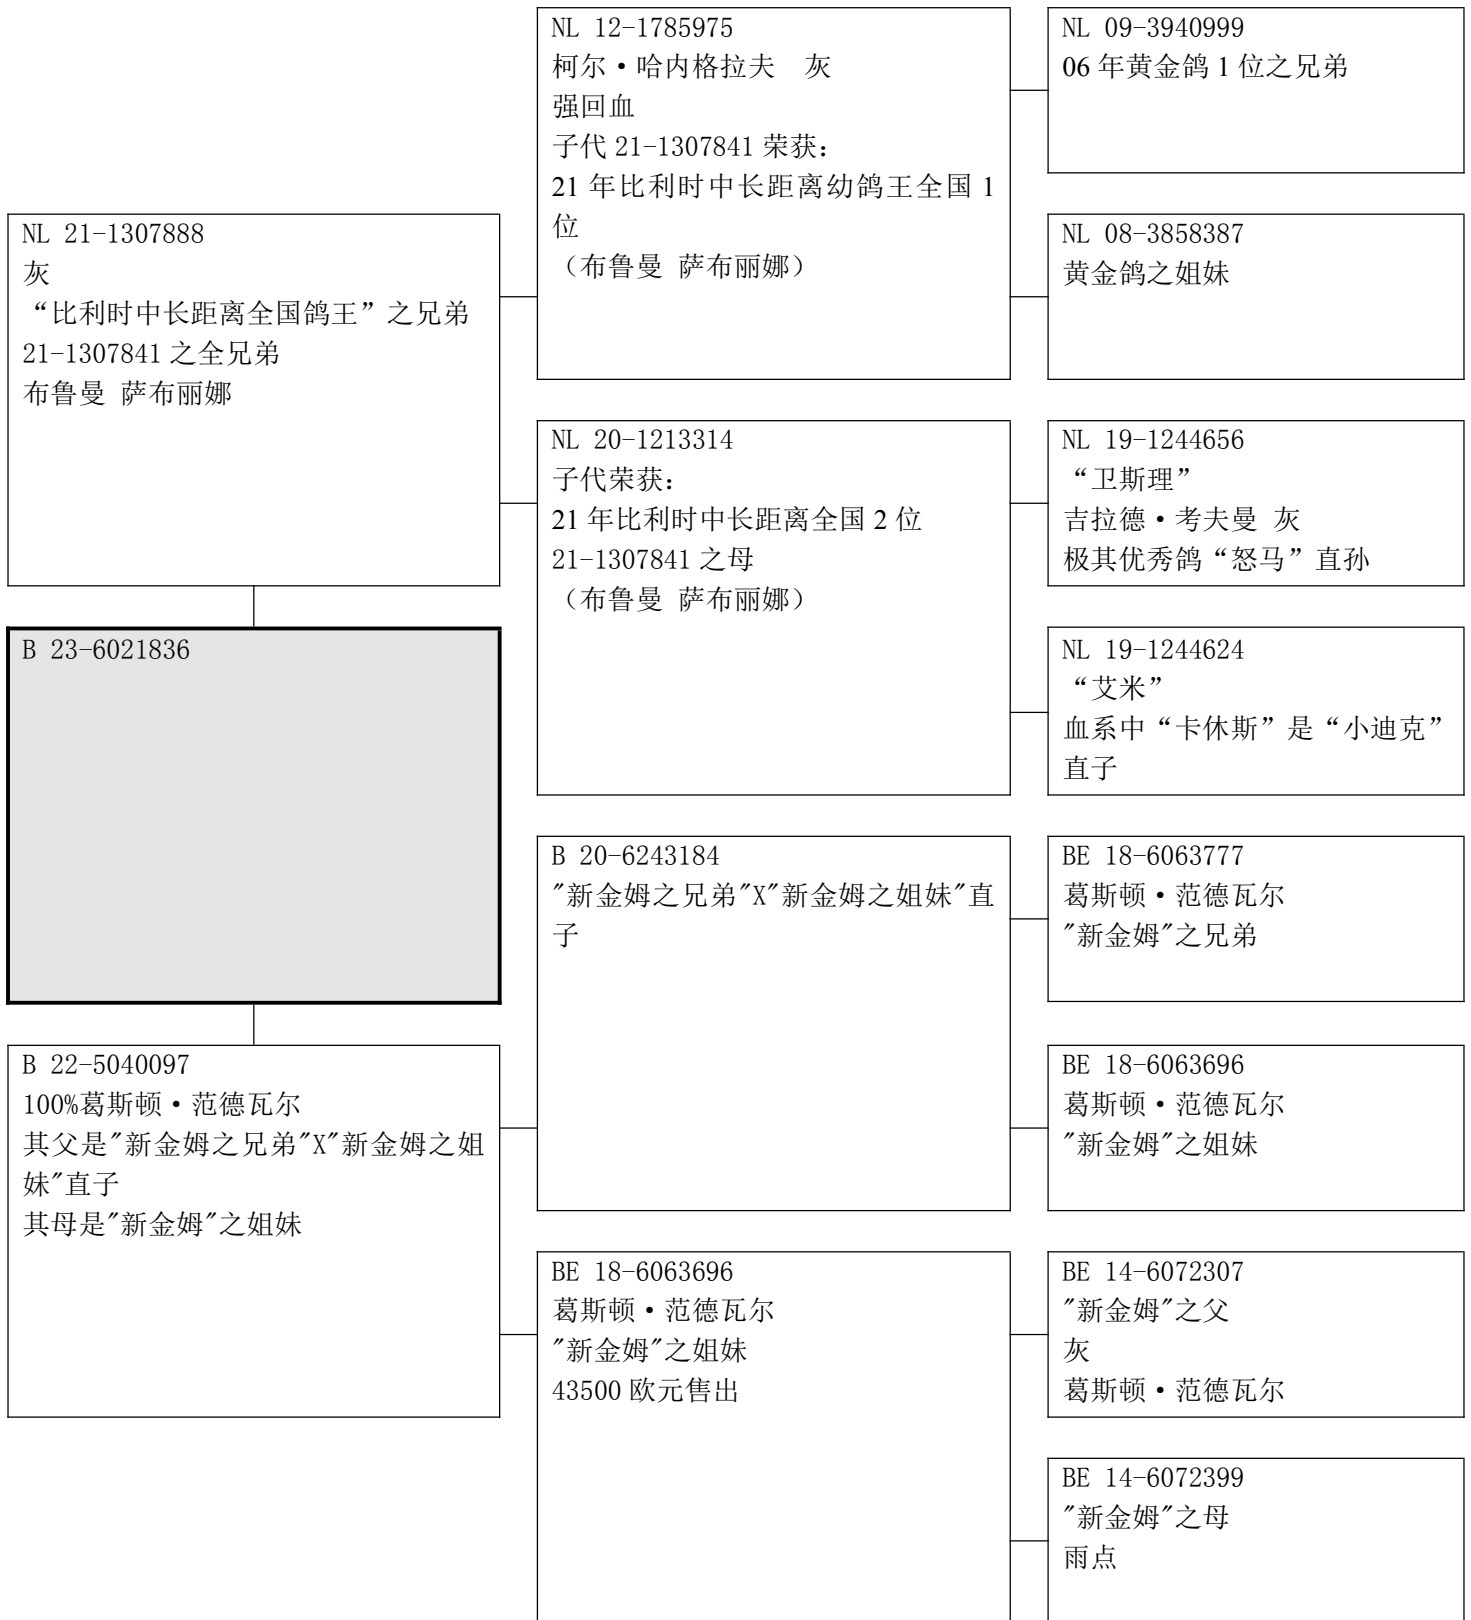 NL 12-1785975
柯尔·哈内格拉夫　灰
强回血
子代 21-1307841 荣获：
21 年比利时中长距离幼鸽王全国 1
位
（布鲁曼 萨布丽娜）
NL 09-3940999
06 年黄金鸽 1 位之兄弟
NL 21-1307888
灰
“比利时中长距离全国鸽王”之兄弟
21-1307841 之全兄弟
布鲁曼 萨布丽娜
NL 08-3858387
黄金鸽之姐妹
NL 20-1213314
子代荣获：
21 年比利时中长距离全国 2 位
21-1307841 之母
（布鲁曼 萨布丽娜）
NL 19-1244656
“卫斯理”
吉拉德·考夫曼 灰
极其优秀鸽“怒马”直孙
B 23-6021836
NL 19-1244624
“艾米”
血系中“卡休斯”是“小迪克”
直子
B 20-6243184
"新金姆之兄弟"X"新金姆之姐妹"直
子
BE 18-6063777
葛斯顿·范德瓦尔
"新金姆"之兄弟
B 22-5040097
100%葛斯顿·范德瓦尔
其父是"新金姆之兄弟"X"新金姆之姐
妹"直子
其母是"新金姆"之姐妹
BE 18-6063696
葛斯顿·范德瓦尔
"新金姆"之姐妹
BE 18-6063696
葛斯顿·范德瓦尔
"新金姆"之姐妹
43500 欧元售出
BE 14-6072307
"新金姆"之父
灰
葛斯顿·范德瓦尔
BE 14-6072399
"新金姆"之母
雨点